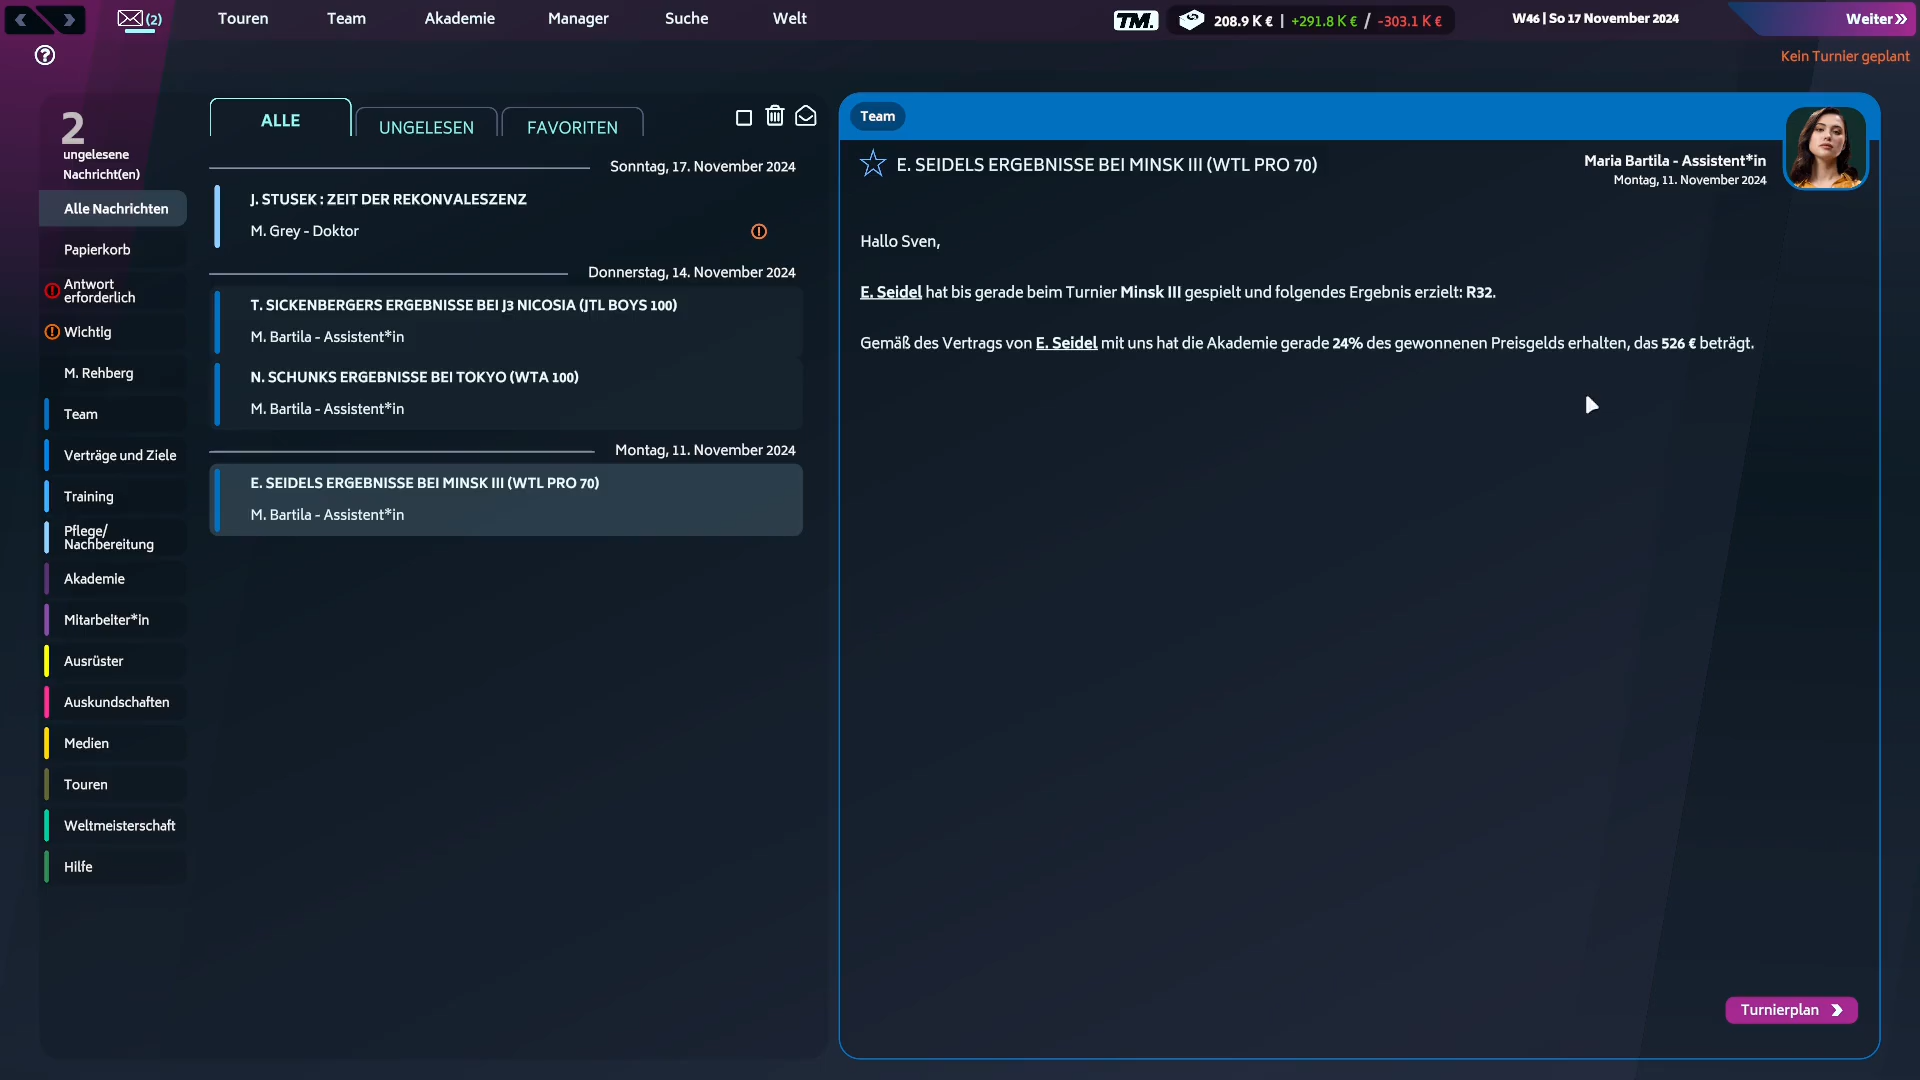 (2)
Touren
Team
Akademie
Manager
Suche
Welt
TM.
208.9 K € | +291.8 K € / -303.1 K €
W46 | So 17 November 2024
Weiter
Kein Turnier geplant
2
ungelesene
Nachricht(en)
Alle Nachrichten
Papierkorb
Antwort
erforderlich
Wichtig
M. Rehberg
Team
Verträge und Ziele
Training
Pflege/
Nachbereitung
Akademie
Mitarbeiter*in
Ausrüster
Auskundschaften
Medien
Touren
Weltmeisterschaft
Hilfe
ALLE
UNGELESEN
FAVORITEN
Sonntag, 17. November 2024
J. STUSEK : ZEIT DER REKONVALESZENZ
M. Grey - Doktor
Donnerstag, 14. November 2024
T. SICKENBERGERS ERGEBNISSE BEI J3 NICOSIA (JTL BOYS 100)
M. Bartila - Assistent*in
N. SCHUNKS ERGEBNISSE BEI TOKYO (WTA 100)
M. Bartila - Assistent*in
Montag, 11. November 2024
E. SEIDELS ERGEBNISSE BEI MINSK III (WTL PRO 70)
M. Bartila - Assistent*in
Team
E. SEIDELS ERGEBNISSE BEI MINSK III (WTL PRO 70)
Maria Bartila - Assistent*in
Montag, 11. November 2024
Hallo Sven,
E. Seidel hat bis gerade beim Turnier Minsk III gespielt und folgendes Ergebnis erzielt: R32.
Gemäß des Vertrags von E. Seidel mit uns hat die Akademie gerade 24% des gewonnenen Preisgelds erhalten, das 526 € beträgt.
Turnierplan